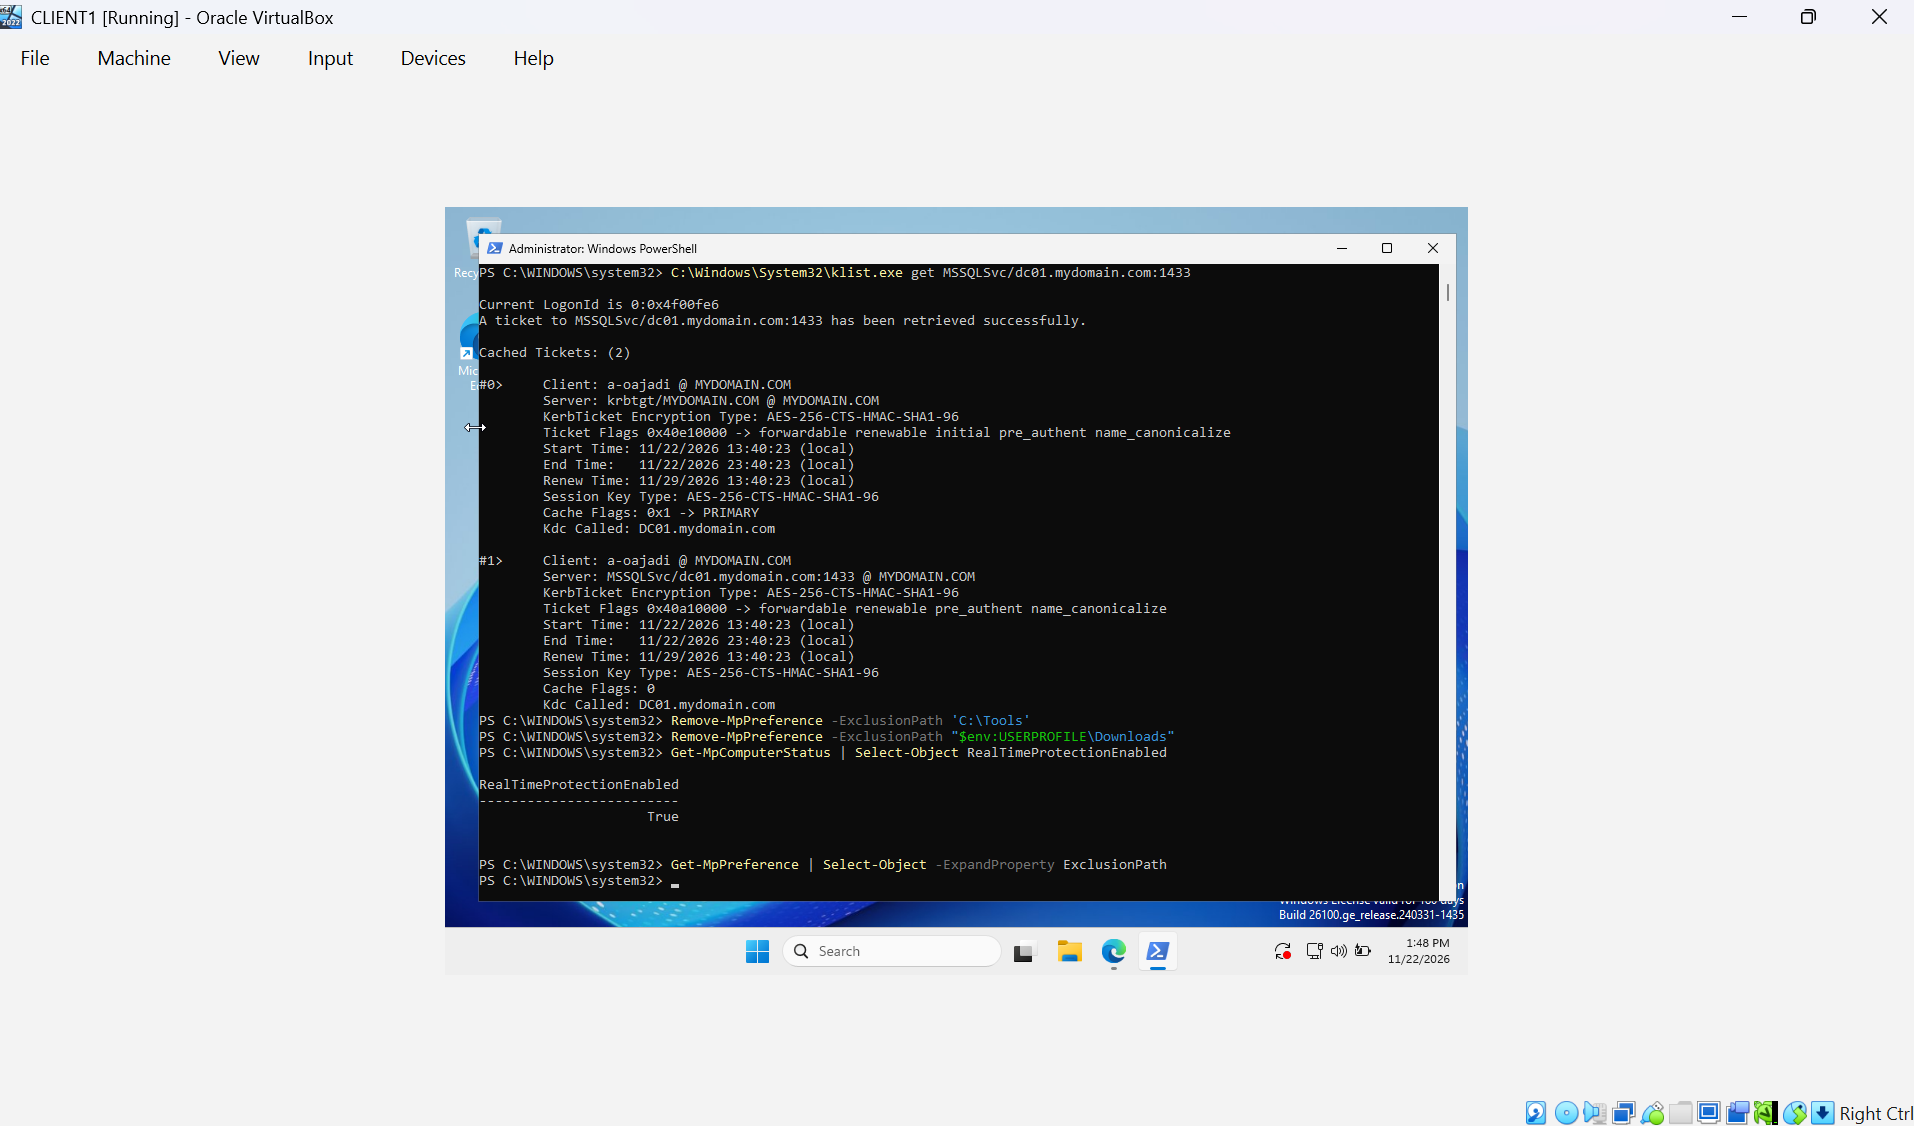 CLIENT1 [Running] - Oracle VirtualBox
File Machine View Input Devices Help
Administrator: Windows PowerShell
PS C:\WINDOWS\system32> C:\Windows\System32\klist.exe get MSSQLSvc/dc01.mydomain.com:1433
Current LogonId is 0:0x4f00fe6
A ticket to MSSQLSvc/dc01.mydomain.com:1433 has been retrieved successfully.
Cached Tickets: (2)
#0> Client: a-oajadi @ MYDOMAIN.COM
Server: krbtgt/MYDOMAIN.COM @ MYDOMAIN.COM
KerbTicket Encryption Type: AES-256-CTS-HMAC-SHA1-96
Ticket Flags 0x40e10000 -> forwardable renewable initial pre_authent name_canonicalize
Start Time: 11/22/2026 13:40:23 (local)
End Time: 11/22/2026 23:40:23 (local)
Renew Time: 11/29/2026 13:40:23 (local)
Session Key Type: AES-256-CTS-HMAC-SHA1-96
Cache Flags: 0x1 -> PRIMARY
Kdc Called: DC01.mydomain.com
#1> Client: a-oajadi @ MYDOMAIN.COM
Server: MSSQLSvc/dc01.mydomain.com:1433 @ MYDOMAIN.COM
KerbTicket Encryption Type: AES-256-CTS-HMAC-SHA1-96
Ticket Flags 0x40a10000 -> forwardable renewable pre_authent name_canonicalize
Start Time: 11/22/2026 13:40:23 (local)
End Time: 11/22/2026 23:40:23 (local)
Renew Time: 11/29/2026 13:40:23 (local)
Session Key Type: AES-256-CTS-HMAC-SHA1-96
Cache Flags: 0
Kdc Called: DC01.mydomain.com
PS C:\WINDOWS\system32> Remove-MpPreference -ExclusionPath 'C:\Tools'
PS C:\WINDOWS\system32> Remove-MpPreference -ExclusionPath "$env:USERPROFILE\Downloads"
PS C:\WINDOWS\system32> Get-MpComputerStatus | Select-Object RealTimeProtectionEnabled
RealTimeProtectionEnabled
-------------------------
True
PS C:\WINDOWS\system32> Get-MpPreference | Select-Object -ExpandProperty ExclusionPath
PS C:\WINDOWS\system32>
Build 26100.ge_release.240331-1435
Search
1:48 PM
11/22/2026
Right Ctrl